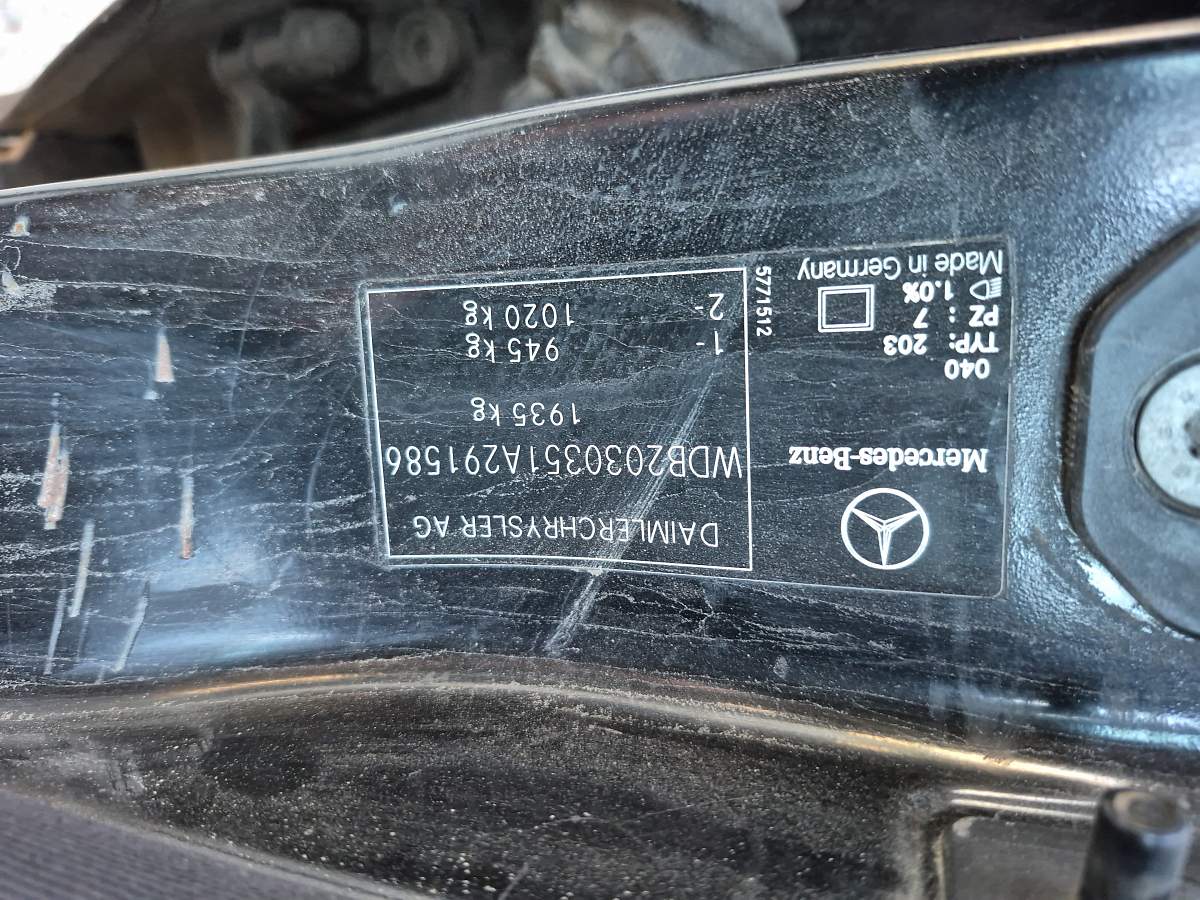 Mercedes-Benz
040
TYP: 203
PZ : 7
1.0%
Made in Germany
5771512
DAIMLERCHRYSLER AG
WDB2030351A291586
1935 kg
1- 945 kg
2- 1020 kg